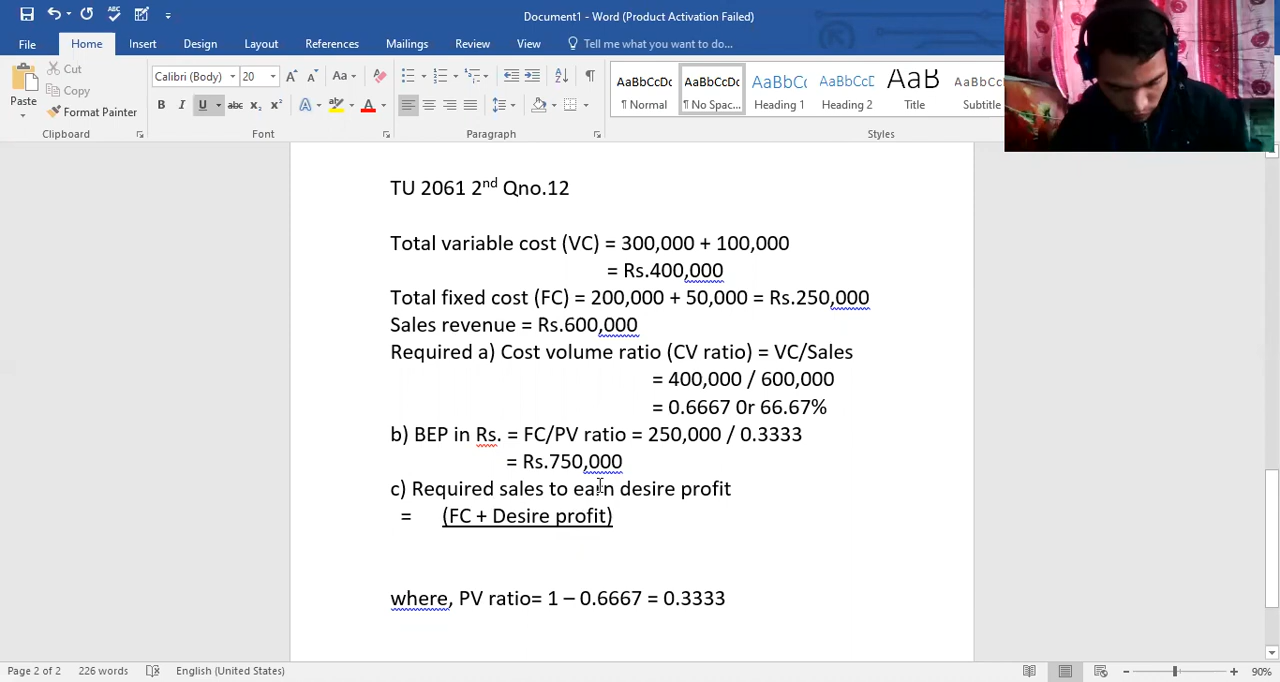 Document1 - Word (Product Activation Failed)
File Home Insert Design Layout References Mailings Review View Tell me what you want to do...
Paste
Cut
Copy
Format Painter
Clipboard
Calibri (Body) 20
Font
Paragraph
AaBbCcDc AaBbCcDc AaBbCc AaBbCcE AaB AaBbCcD
¶ Normal ¶ No Spac... Heading 1 Heading 2 Title Subtitle
Styles
TU 2061 2nd Qno.12
Total variable cost (VC) = 300,000 + 100,000
= Rs.400,000
Total fixed cost (FC) = 200,000 + 50,000 = Rs.250,000
Sales revenue = Rs.600,000
Required a) Cost volume ratio (CV ratio) = VC/Sales
= 400,000 / 600,000
= 0.6667 0r 66.67%
b) BEP in Rs. = FC/PV ratio = 250,000 / 0.3333
= Rs.750,000
c) Required sales to earn desire profit
= (FC + Desire profit)
where, PV ratio= 1 – 0.6667 = 0.3333
Page 2 of 2 226 words English (United States) 90%